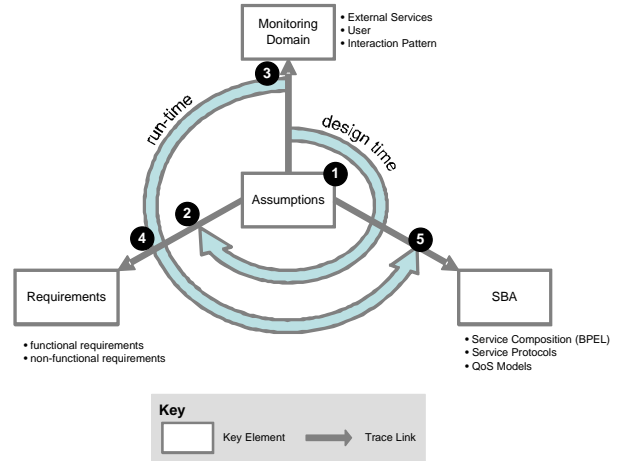 Monitoring
Domain
• External Services
• User
• Interaction Pattern
3
run-time
design time
1
Assumptions
2
4
5
Requirements
SBA
• functional requirements
• non-functional requirements
• Service Composition (BPEL)
• Service Protocols
• QoS Models
Key
Key Element
Trace Link